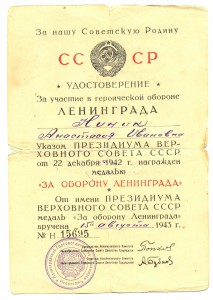 За нашу Советскую Родину
СССР
УДОСТОВЕРЕНИЕ
За участие в героической обороне
ЛЕНИНГРАДА
Анастасия Ивановна
Указом ПРЕЗИДИУМА ВЕР-
ХОВНОГО СОВЕТА СССР
от 22 декабря 1942 г. награжден
медалью
«ЗА ОБОРОНУ ЛЕНИНГРАДА»
От имени ПРЕЗИДИУМА
ВЕРХОВНОГО СОВЕТА СССР
медаль «За оборону Ленинграда»
вручена «15» августа 1943 г.
№ Н 15695